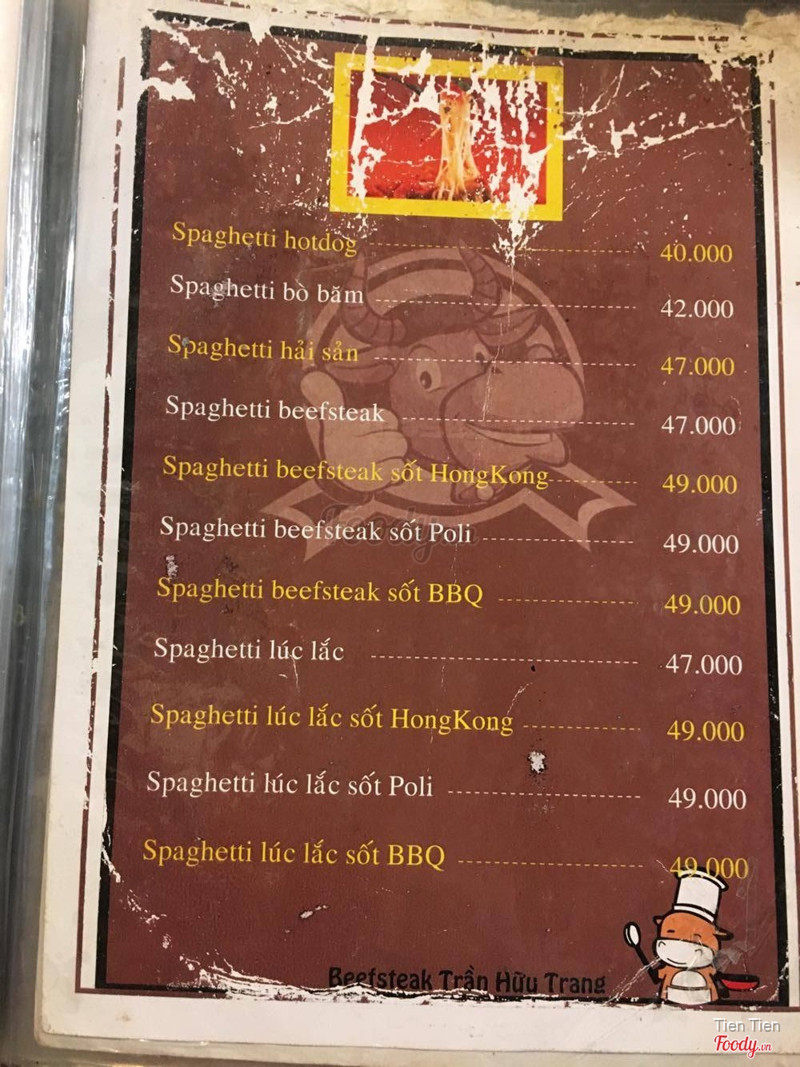 Spaghetti hotdog 40.000
Spaghetti bò băm 42.000
Spaghetti hải sản 47.000
Spaghetti beefsteak 47.000
Spaghetti beefsteak sốt HongKong 49.000
Spaghetti beefsteak sốt Poli 49.000
Spaghetti beefsteak sốt BBQ 49.000
Spaghetti lúc lắc 47.000
Spaghetti lúc lắc sốt HongKong 49.000
Spaghetti lúc lắc sốt Poli 49.000
Spaghetti lúc lắc sốt BBQ 49.000
Beefsteak Trần Hữu Trang
Tien Tien
Foody.vn